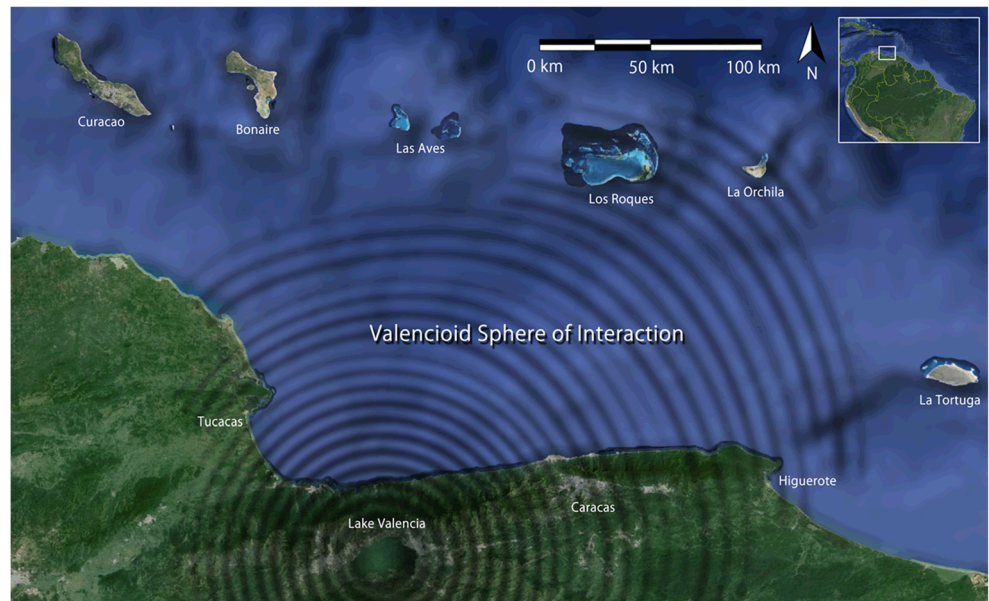 0 km
50 km
100 km
N
Curacao
Bonaire
Las Aves
Los Roques
La Orchila
Valencioid Sphere of Interaction
La Tortuga
Tucacas
Higuerote
Caracas
Lake Valencia